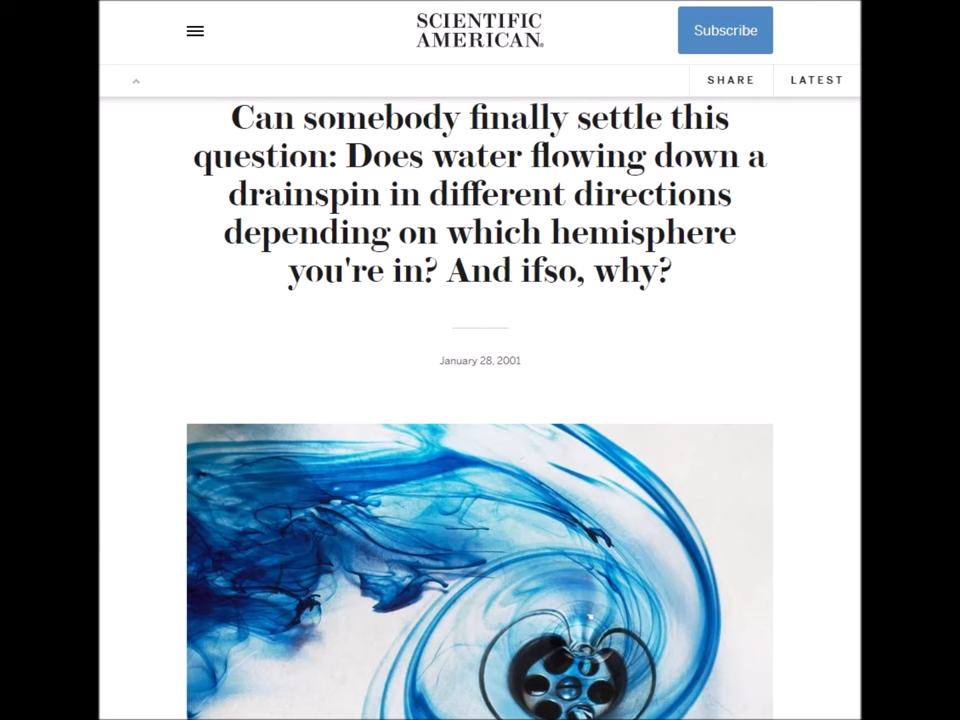 SCIENTIFIC
AMERICAN®
Subscribe
SHARE
LATEST
Can somebody finally settle this
question: Does water flowing down a
drainspin in different directions
depending on which hemisphere
you're in? And ifso, why?
January 28, 2001